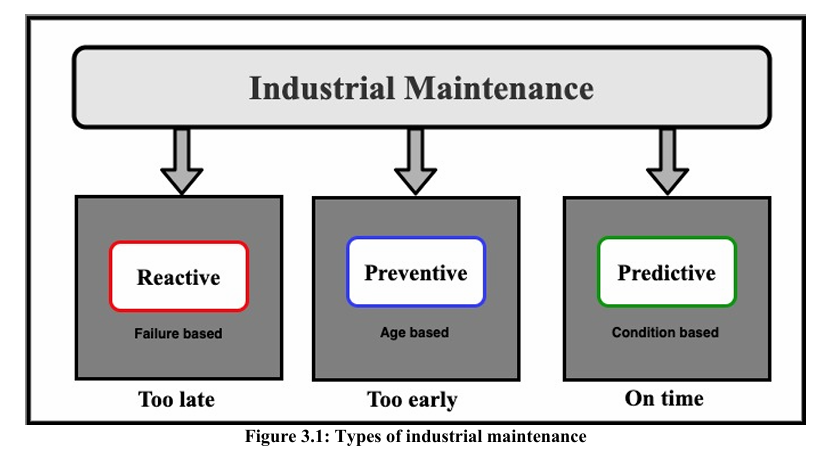 Industrial Maintenance
Reactive
Failure based
Too late
Preventive
Age based
Too early
Predictive
Condition based
On time
Figure 3.1: Types of industrial maintenance